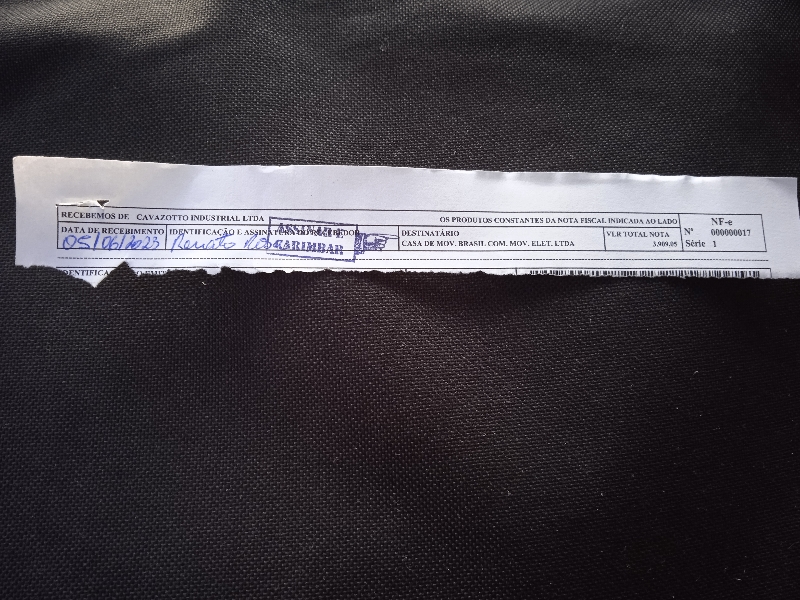 RECEBEMOS DE CAVAZOTTO INDUSTRIAL LTDA OS PRODUTOS CONSTANTES DA NOTA FISCAL INDICADA AO LADO
NF-e
Nº 000000017
Série 1
DATA DE RECEBIMENTO
05/06/2023
IDENTIFICAÇÃO E ASSINATURA DO RECEBEDOR
Renato
ASSINAR E
CARIMBAR
DESTINATÁRIO
CASA DE MOV. BRASIL COM. MOV. ELET. LTDA
VLR TOTAL NOTA
3.909,05